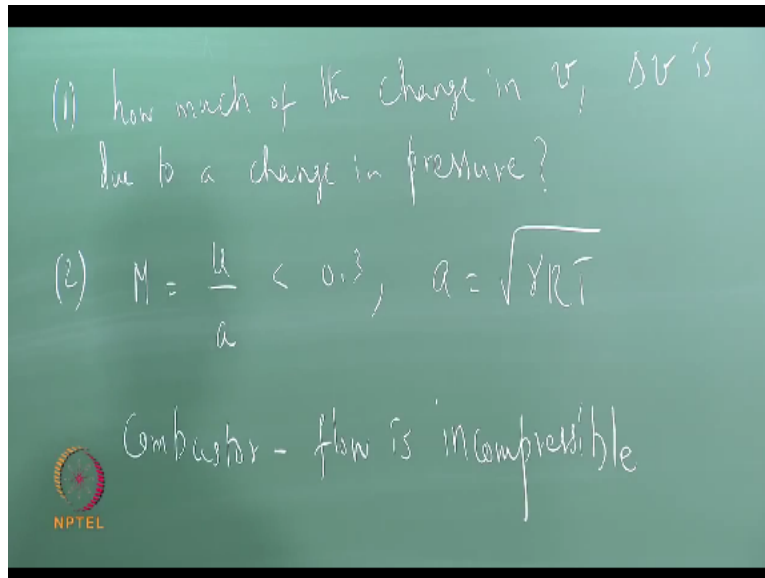 (1) how much of the change in v, Δv is
due to a change in pressure?
(2) M = u/a < 0.3, a = √γRT
Combustor - flow is incompressible
NPTEL